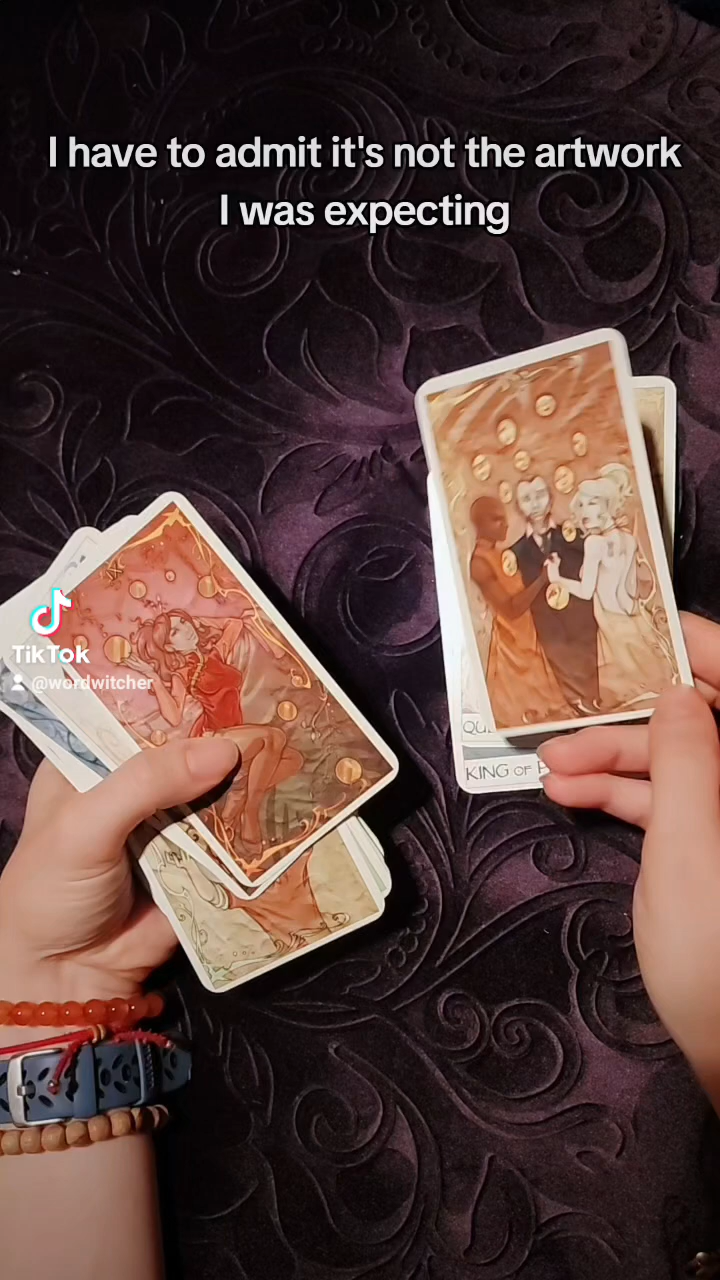 I have to admit it's not the artwork
I was expecting
TikTok
@wordwitcher
KING OF